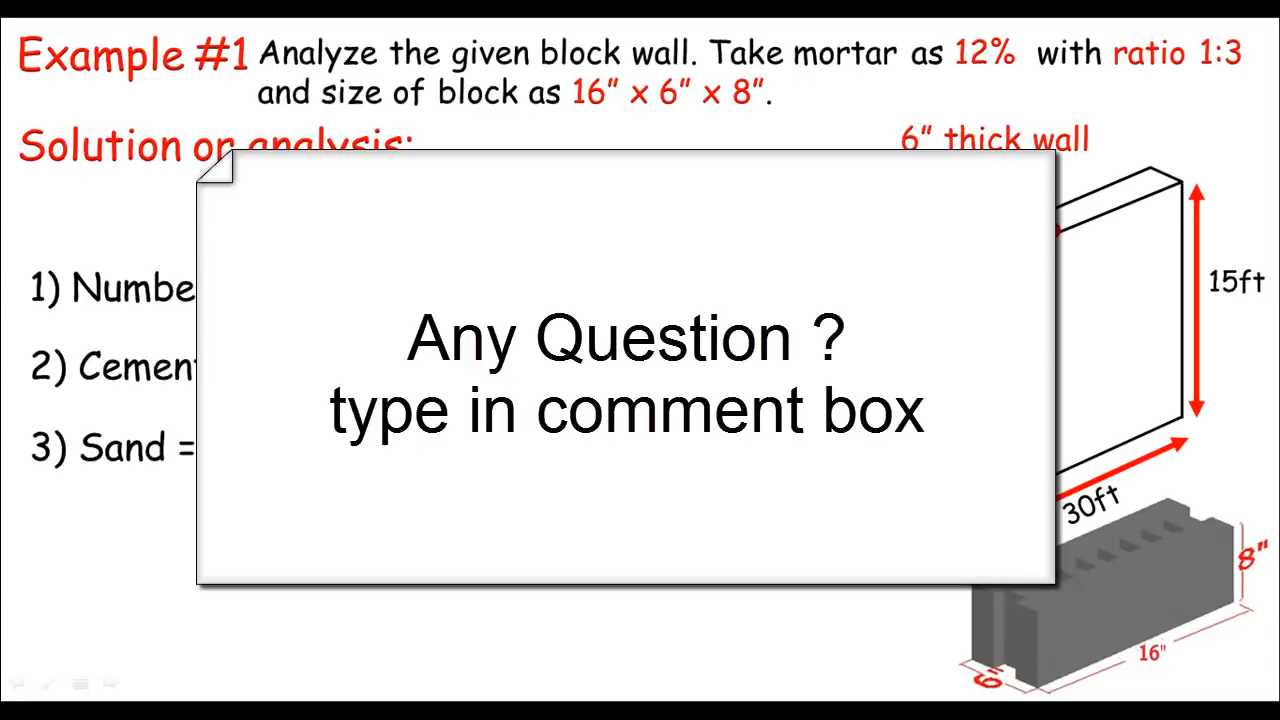 Example #1 Analyze the given block wall. Take mortar as 12% with ratio 1:3
and size of block as 16” x 6” x 8”.
Solution or analysis:
6” thick wall
1) Numbe
15ft
Any Question ?
2) Cement
type in comment box
3) Sand =
30ft
8"
16"
6"